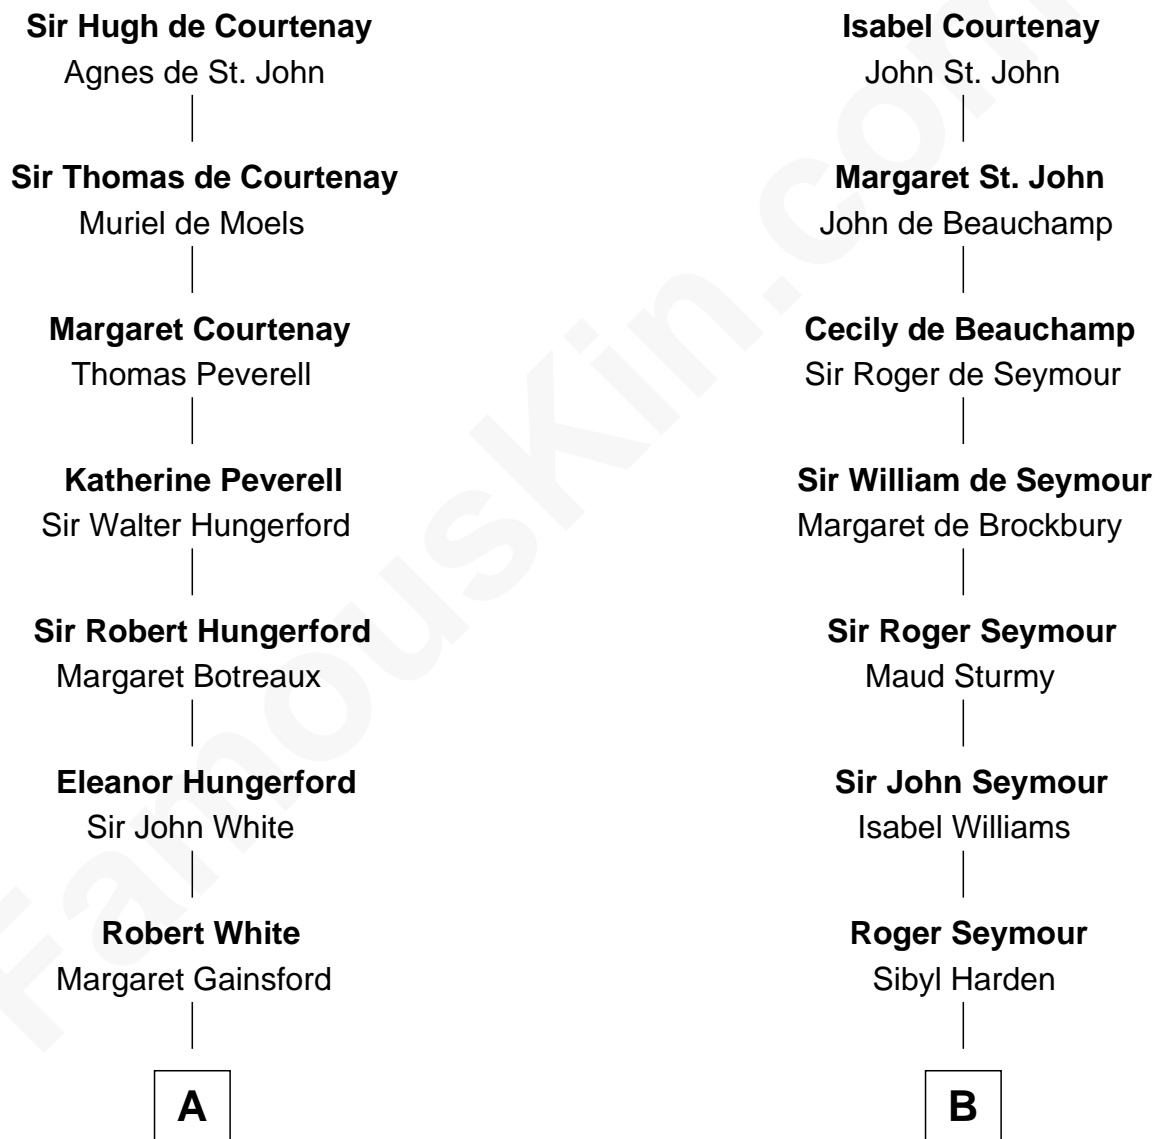 Sir Hugh de Courtenay
Agnes de St. John
Sir Thomas de Courtenay
Muriel de Moels
Margaret Courtenay
Thomas Peverell
Katherine Peverell
Sir Walter Hungerford
Sir Robert Hungerford
Margaret Botreaux
Eleanor Hungerford
Sir John White
Robert White
Margaret Gainsford
A
Isabel Courtenay
John St. John
Margaret St. John
John de Beauchamp
Cecily de Beauchamp
Sir Roger de Seymour
Sir William de Seymour
Margaret de Brockbury
Sir Roger Seymour
Maud Sturmy
Sir John Seymour
Isabel Williams
Roger Seymour
Sibyl Harden
B
FamousKin.com